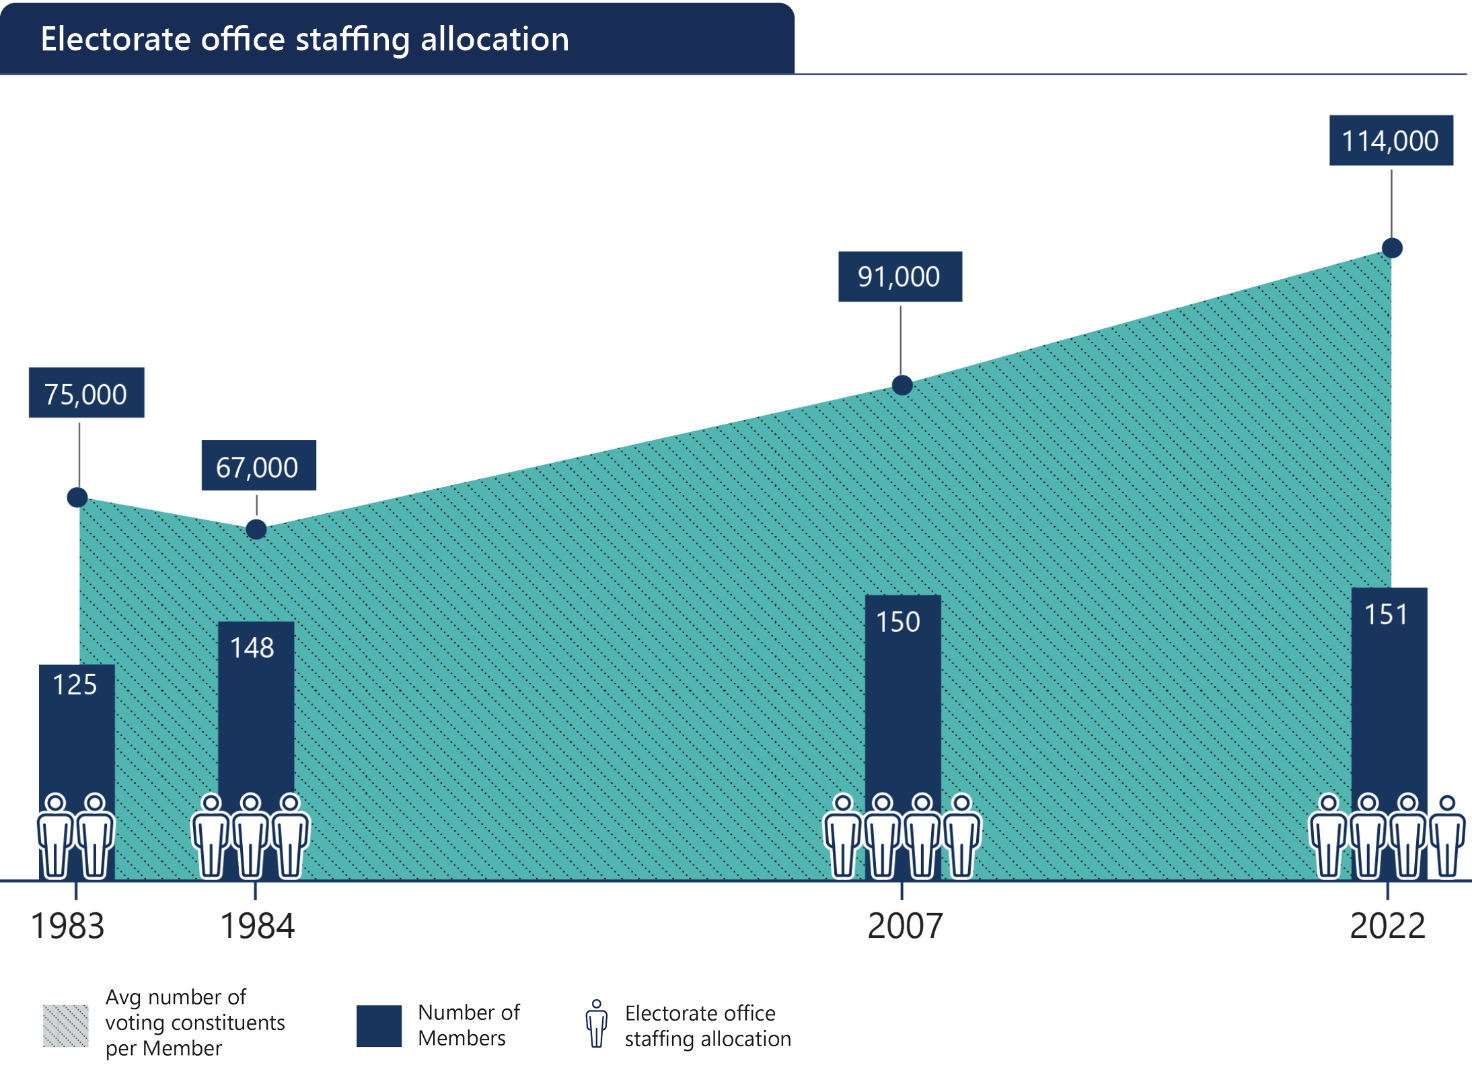 Electorate office staffing allocation
114,000
91,000
75,000
67,000
151
150
148
125
1983
1984
2007
2022
Avg number of
voting constituents
per Member
Number of
Members
Electorate office
staffing allocation